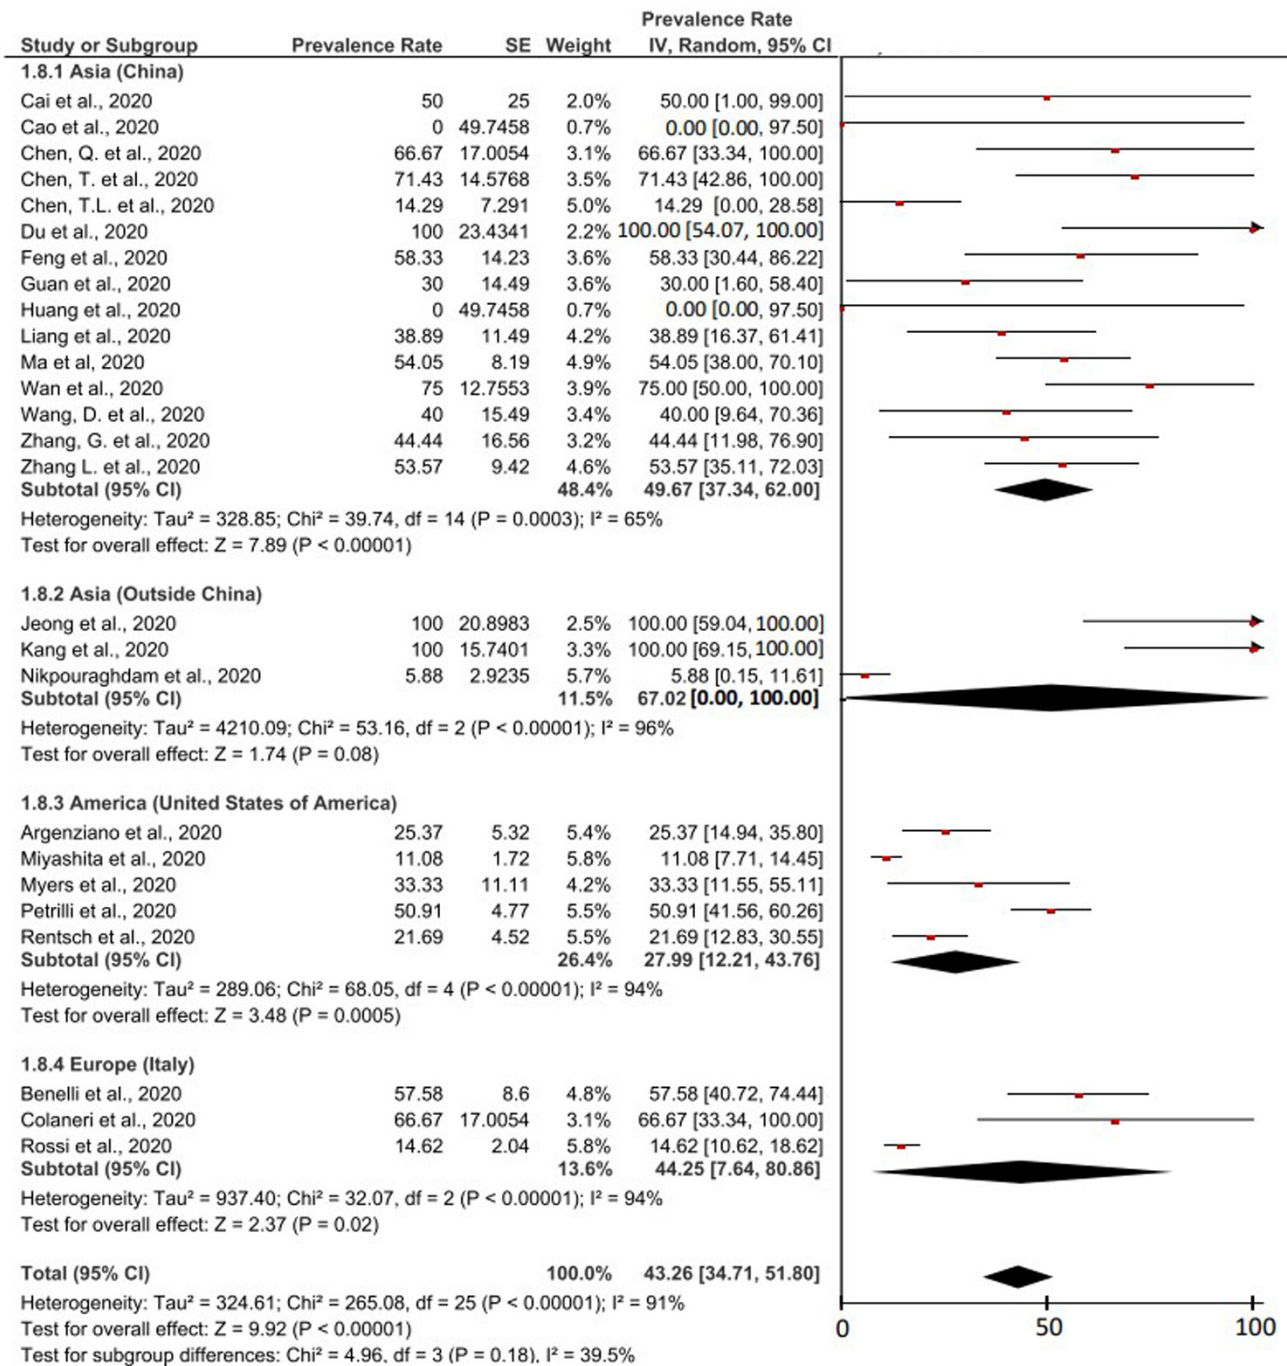 Prevalence Rate
Study or Subgroup Prevalence Rate SE Weight IV, Random, 95% CI
1.8.1 Asia (China)
Cai et al., 2020 50 25 2.0% 50.00 [1.00, 99.00]
Cao et al., 2020 0 49.7458 0.7% 0.00 [0.00, 97.50]
Chen, Q. et al., 2020 66.67 17.0054 3.1% 66.67 [33.34, 100.00]
Chen, T. et al., 2020 71.43 14.5768 3.5% 71.43 [42.86, 100.00]
Chen, T.L. et al., 2020 14.29 7.291 5.0% 14.29 [0.00, 28.58]
Du et al., 2020 100 23.4341 2.2% 100.00 [54.07, 100.00]
Feng et al., 2020 58.33 14.23 3.6% 58.33 [30.44, 86.22]
Guan et al., 2020 30 14.49 3.6% 30.00 [1.60, 58.40]
Huang et al., 2020 0 49.7458 0.7% 0.00 [0.00, 97.50]
Liang et al., 2020 38.89 11.49 4.2% 38.89 [16.37, 61.41]
Ma et al, 2020 54.05 8.19 4.9% 54.05 [38.00, 70.10]
Wan et al., 2020 75 12.7553 3.9% 75.00 [50.00, 100.00]
Wang, D. et al., 2020 40 15.49 3.4% 40.00 [9.64, 70.36]
Zhang, G. et al., 2020 44.44 16.56 3.2% 44.44 [11.98, 76.90]
Zhang L. et al., 2020 53.57 9.42 4.6% 53.57 [35.11, 72.03]
Subtotal (95% CI) 48.4% 49.67 [37.34, 62.00]
Heterogeneity: Tau² = 328.85; Chi² = 39.74, df = 14 (P = 0.0003); I² = 65%
Test for overall effect: Z = 7.89 (P < 0.00001)
1.8.2 Asia (Outside China)
Jeong et al., 2020 100 20.8983 2.5% 100.00 [59.04, 100.00]
Kang et al., 2020 100 15.7401 3.3% 100.00 [69.15, 100.00]
Nikpouraghdam et al., 2020 5.88 2.9235 5.7% 5.88 [0.15, 11.61]
Subtotal (95% CI) 11.5% 67.02 [0.00, 100.00]
Heterogeneity: Tau² = 4210.09; Chi² = 53.16, df = 2 (P < 0.00001); I² = 96%
Test for overall effect: Z = 1.74 (P = 0.08)
1.8.3 America (United States of America)
Argenziano et al., 2020 25.37 5.32 5.4% 25.37 [14.94, 35.80]
Miyashita et al., 2020 11.08 1.72 5.8% 11.08 [7.71, 14.45]
Myers et al., 2020 33.33 11.11 4.2% 33.33 [11.55, 55.11]
Petrilli et al., 2020 50.91 4.77 5.5% 50.91 [41.56, 60.26]
Rentsch et al., 2020 21.69 4.52 5.5% 21.69 [12.83, 30.55]
Subtotal (95% CI) 26.4% 27.99 [12.21, 43.76]
Heterogeneity: Tau² = 289.06; Chi² = 68.05, df = 4 (P < 0.00001); I² = 94%
Test for overall effect: Z = 3.48 (P = 0.0005)
1.8.4 Europe (Italy)
Benelli et al., 2020 57.58 8.6 4.8% 57.58 [40.72, 74.44]
Colaneri et al., 2020 66.67 17.0054 3.1% 66.67 [33.34, 100.00]
Rossi et al., 2020 14.62 2.04 5.8% 14.62 [10.62, 18.62]
Subtotal (95% CI) 13.6% 44.25 [7.64, 80.86]
Heterogeneity: Tau² = 937.40; Chi² = 32.07, df = 2 (P < 0.00001); I² = 94%
Test for overall effect: Z = 2.37 (P = 0.02)
Total (95% CI) 100.0% 43.26 [34.71, 51.80]
Heterogeneity: Tau² = 324.61; Chi² = 265.08, df = 25 (P < 0.00001); I² = 91%
Test for overall effect: Z = 9.92 (P < 0.00001)
0 50 100
Test for subgroup differences: Chi² = 4.96, df = 3 (P = 0.18), I² = 39.5%